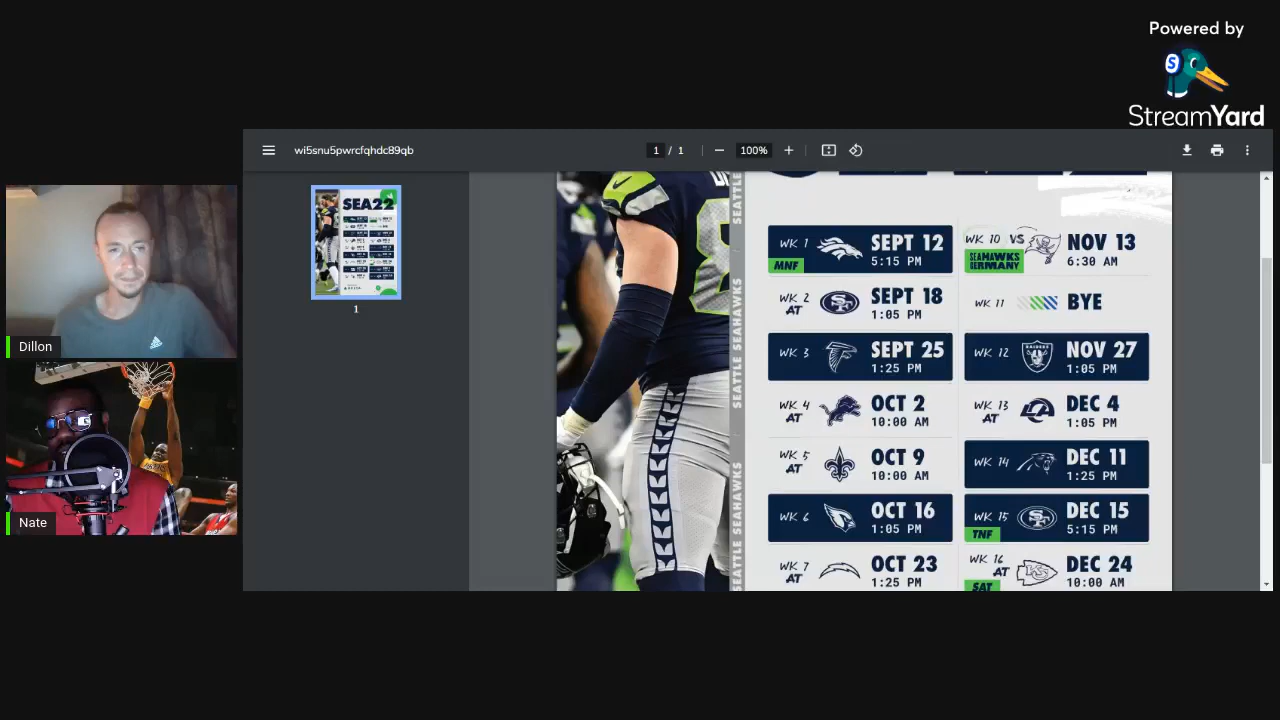 Powered by
StreamYard
wi5snu5pwrcfqhdc89qb
1 / 1
100%
SEA22
1
Dillon
Nate
SEATTLE
SEATTLE SEAHAWKS
SEATTLE SEAHAWKS
WK 1
MNF
SEPT 12
5:15 PM
WK 2
AT
SEPT 18
1:05 PM
WK 3
SEPT 25
1:25 PM
WK 4
AT
OCT 2
10:00 AM
WK 5
AT
OCT 9
10:00 AM
WK 6
OCT 16
1:05 PM
WK 7
AT
OCT 23
1:25 PM
WK 10 VS
SEAHAWKS
GERMANY
NOV 13
6:30 AM
WK 11
BYE
WK 12
RAIDERS
NOV 27
1:05 PM
WK 13
AT
DEC 4
1:05 PM
WK 14
DEC 11
1:25 PM
WK 15
TNF
SF
DEC 15
5:15 PM
WK 16
AT
SAT
KC
DEC 24
10:00 AM